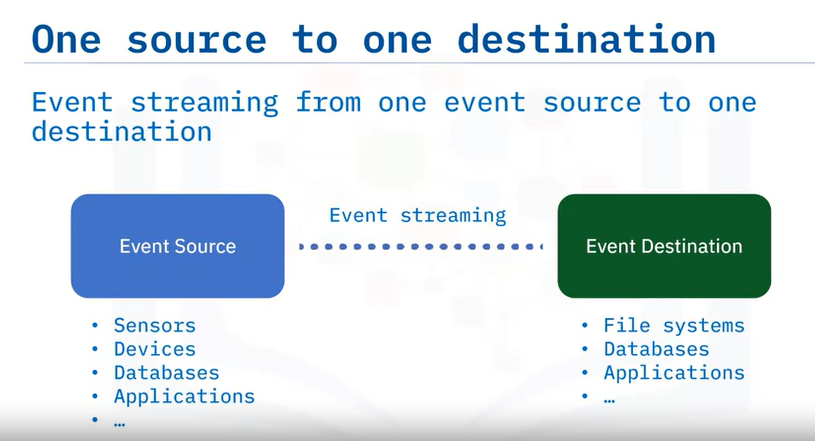 One source to one destination
Event streaming from one event source to one
destination
Event streaming
Event Source
Event Destination
• Sensors
• Devices
• Databases
• Applications
• …
• File systems
• Databases
• Applications
• …